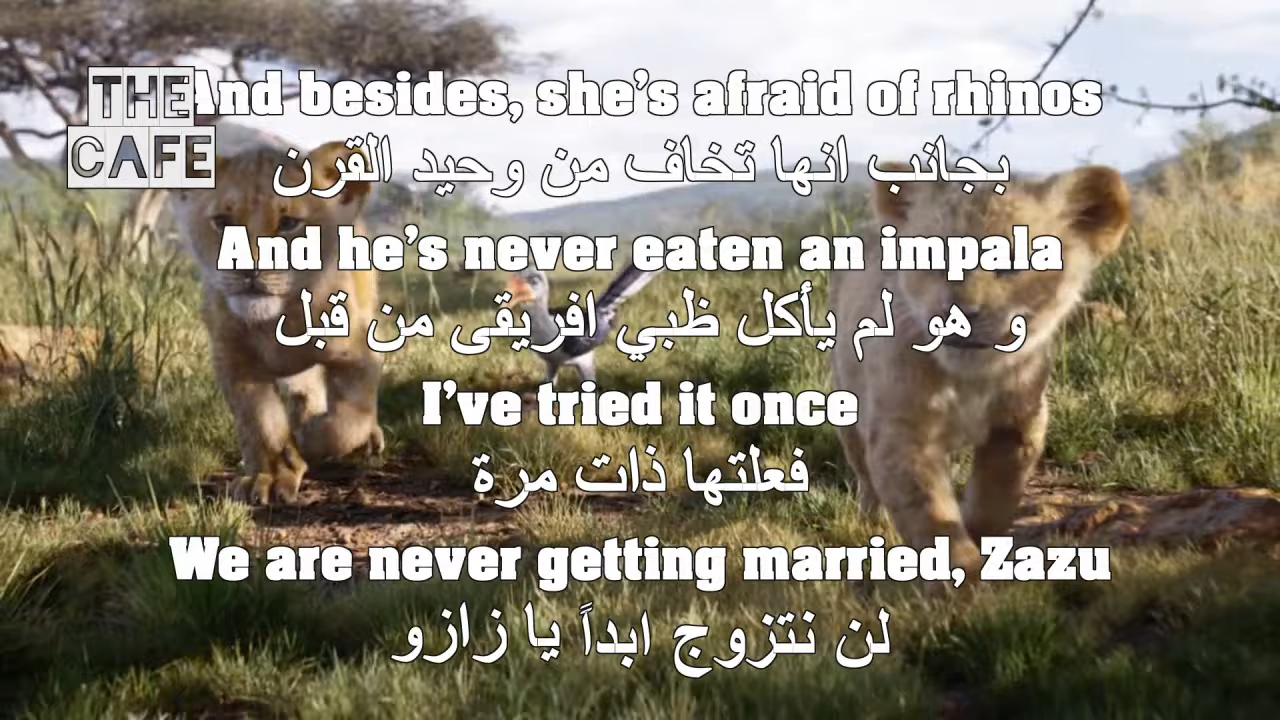 THE
CAFE
And besides, she's afraid of rhinos
بجانب انها تخاف من وحيد القرن
And he's never eaten an impala
و هو لم يأكل ظبي افريقى من قبل
I've tried it once
فعلتها ذات مرة
We are never getting married, Zazu
لن نتزوج ابداً يا زازو